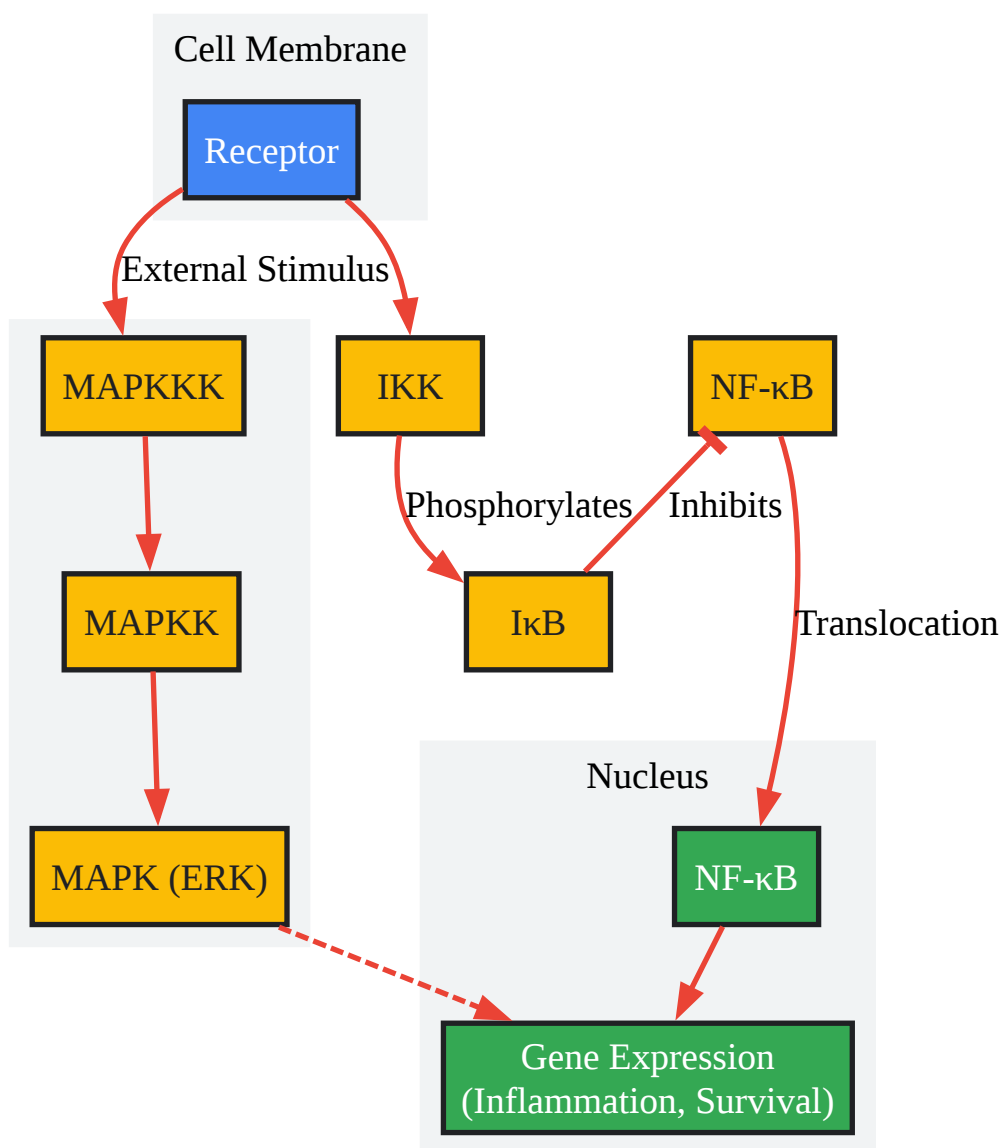 Cell Membrane
Receptor
External Stimulus
MAPKKK
IKK
NF-κB
Phosphorylates
Inhibits
MAPKK
IκB
Translocation
Nucleus
MAPK (ERK)
NF-κB
Gene Expression
(Inflammation, Survival)